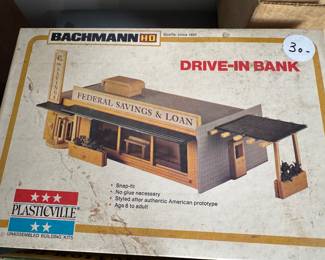 BACHMANN HO
Quality since 1833
30.-
DRIVE-IN BANK
FEDERAL SAVINGS & LOAN
• Snap-fit
• No glue necessary
• Styled after authentic American prototype
• Age 8 to adult
PLASTICVILLE
UNASSEMBLED BUILDING KITS